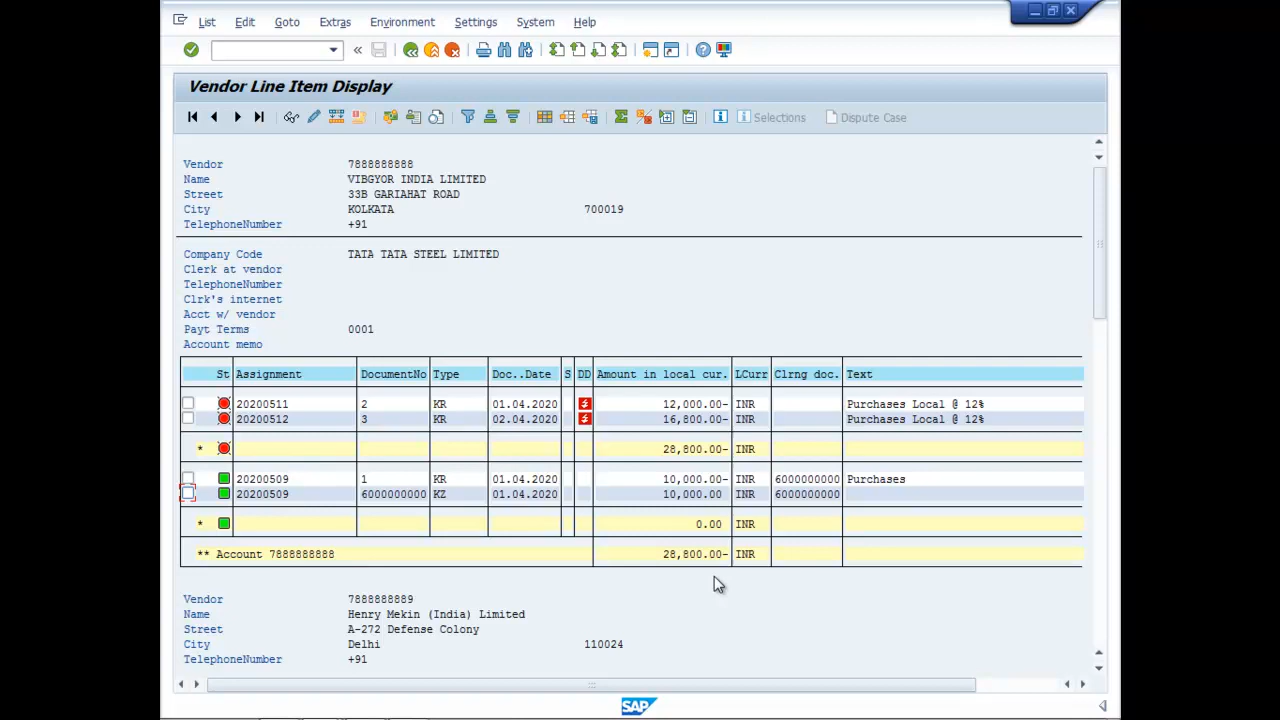 List Edit Goto Extras Environment Settings System Help
Vendor Line Item Display
Selections Dispute Case
Vendor 7888888888
Name VIBGYOR INDIA LIMITED
Street 33B GARIAHAT ROAD
City KOLKATA 700019
TelephoneNumber +91
Company Code TATA TATA STEEL LIMITED
Clerk at vendor
TelephoneNumber
Clrk's internet
Acct w/ vendor
Payt Terms 0001
Account memo
St Assignment DocumentNo Type Doc..Date S DD Amount in local cur. LCurr Clrng doc. Text
20200511 2 KR 01.04.2020 12,000.00- INR Purchases Local @ 12%
20200512 3 KR 02.04.2020 16,800.00- INR Purchases Local @ 12%
* 28,800.00- INR
20200509 1 KR 01.04.2020 10,000.00- INR 6000000000 Purchases
20200509 6000000000 KZ 01.04.2020 10,000.00 INR 6000000000
* 0.00 INR
** Account 7888888888 28,800.00- INR
Vendor 7888888889
Name Henry Mekin (India) Limited
Street A-272 Defense Colony
City Delhi 110024
TelephoneNumber +91
SAP